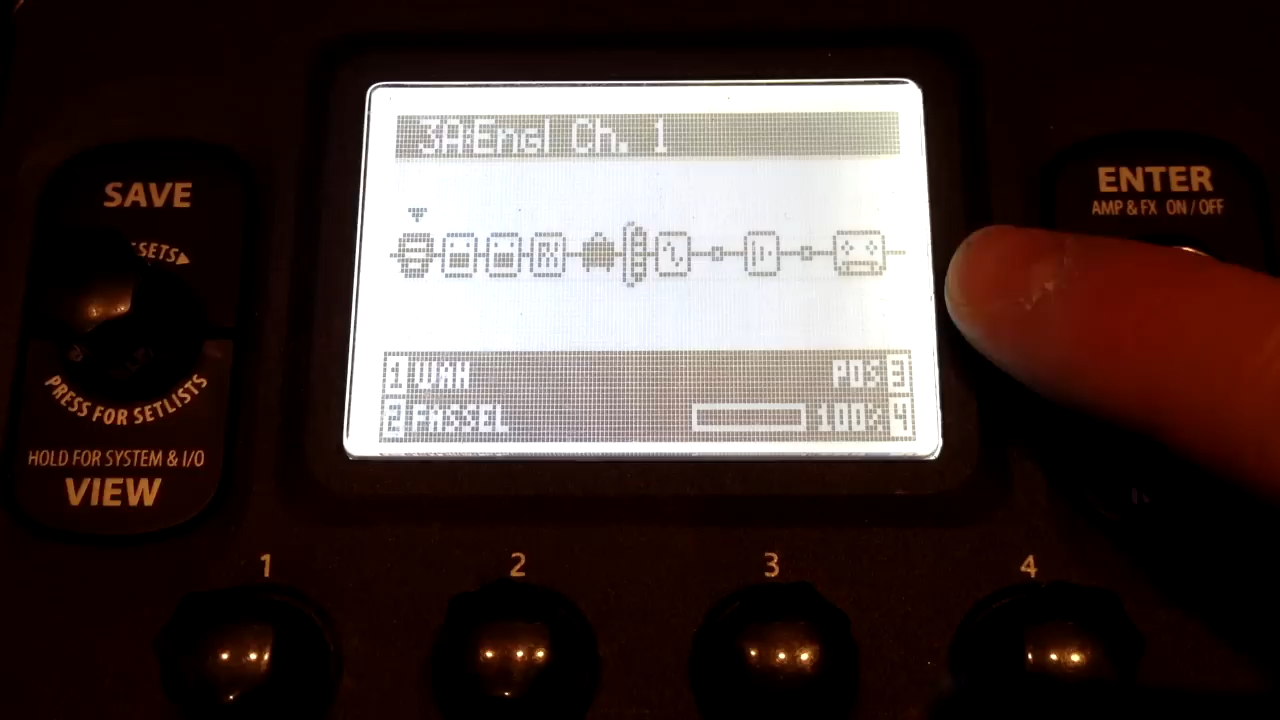 3A:Engl Ch. 1
SAVE
SETS▶
PRESS FOR SETLISTS
HOLD FOR SYSTEM & I/O
VIEW
ENTER
AMP & FX ON / OFF
1 WAH
POS 3
2 FASSEL
100% 4
1
2
3
4